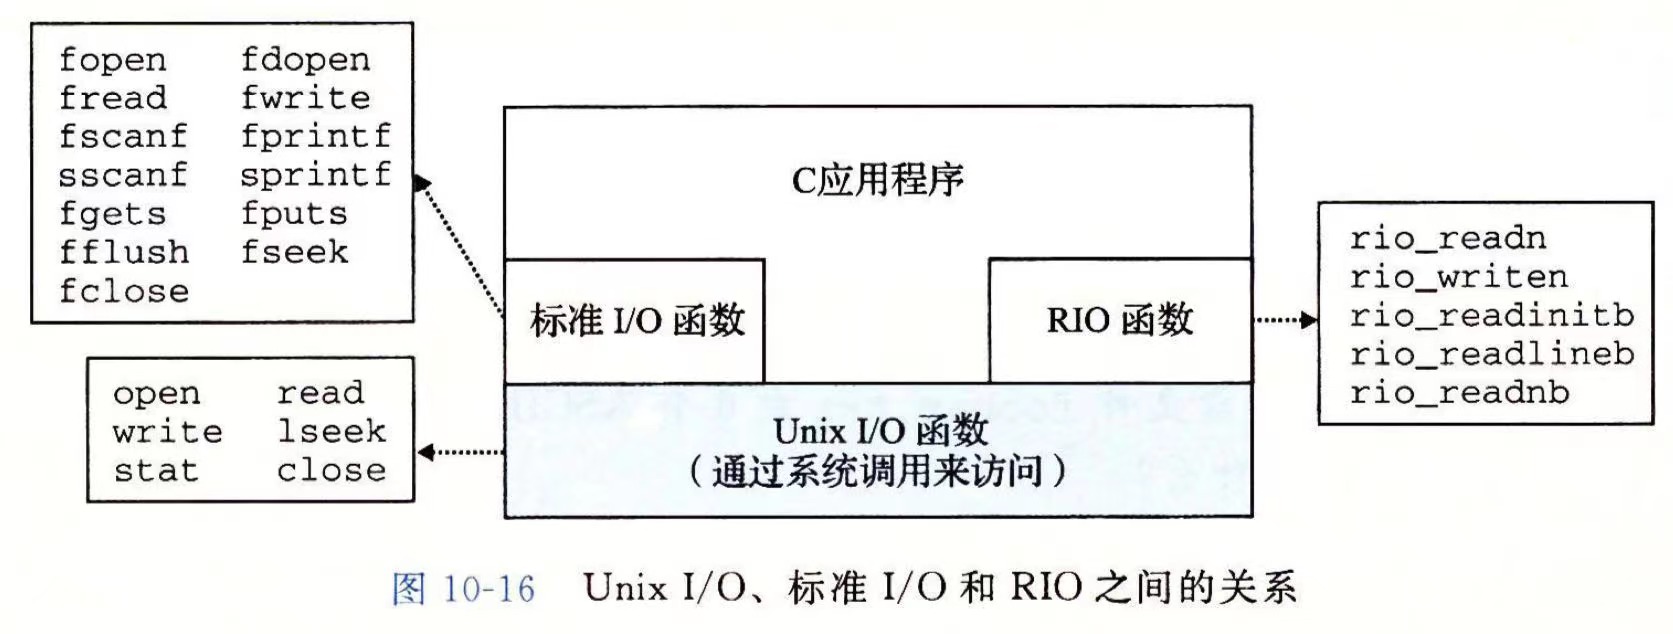 fopen fdopen
fread fwrite
fscanf fprintf
sscanf sprintf
fgets fputs
fflush fseek
fclose
open read
write lseek
stat close
C应用程序
标准 I/O 函数
RIO 函数
Unix I/O 函数
（通过系统调用来访问）
rio_readn
rio_writen
rio_readinitb
rio_readlineb
rio_readnb
图 10-16 Unix I/O、标准 I/O 和 RIO 之间的关系